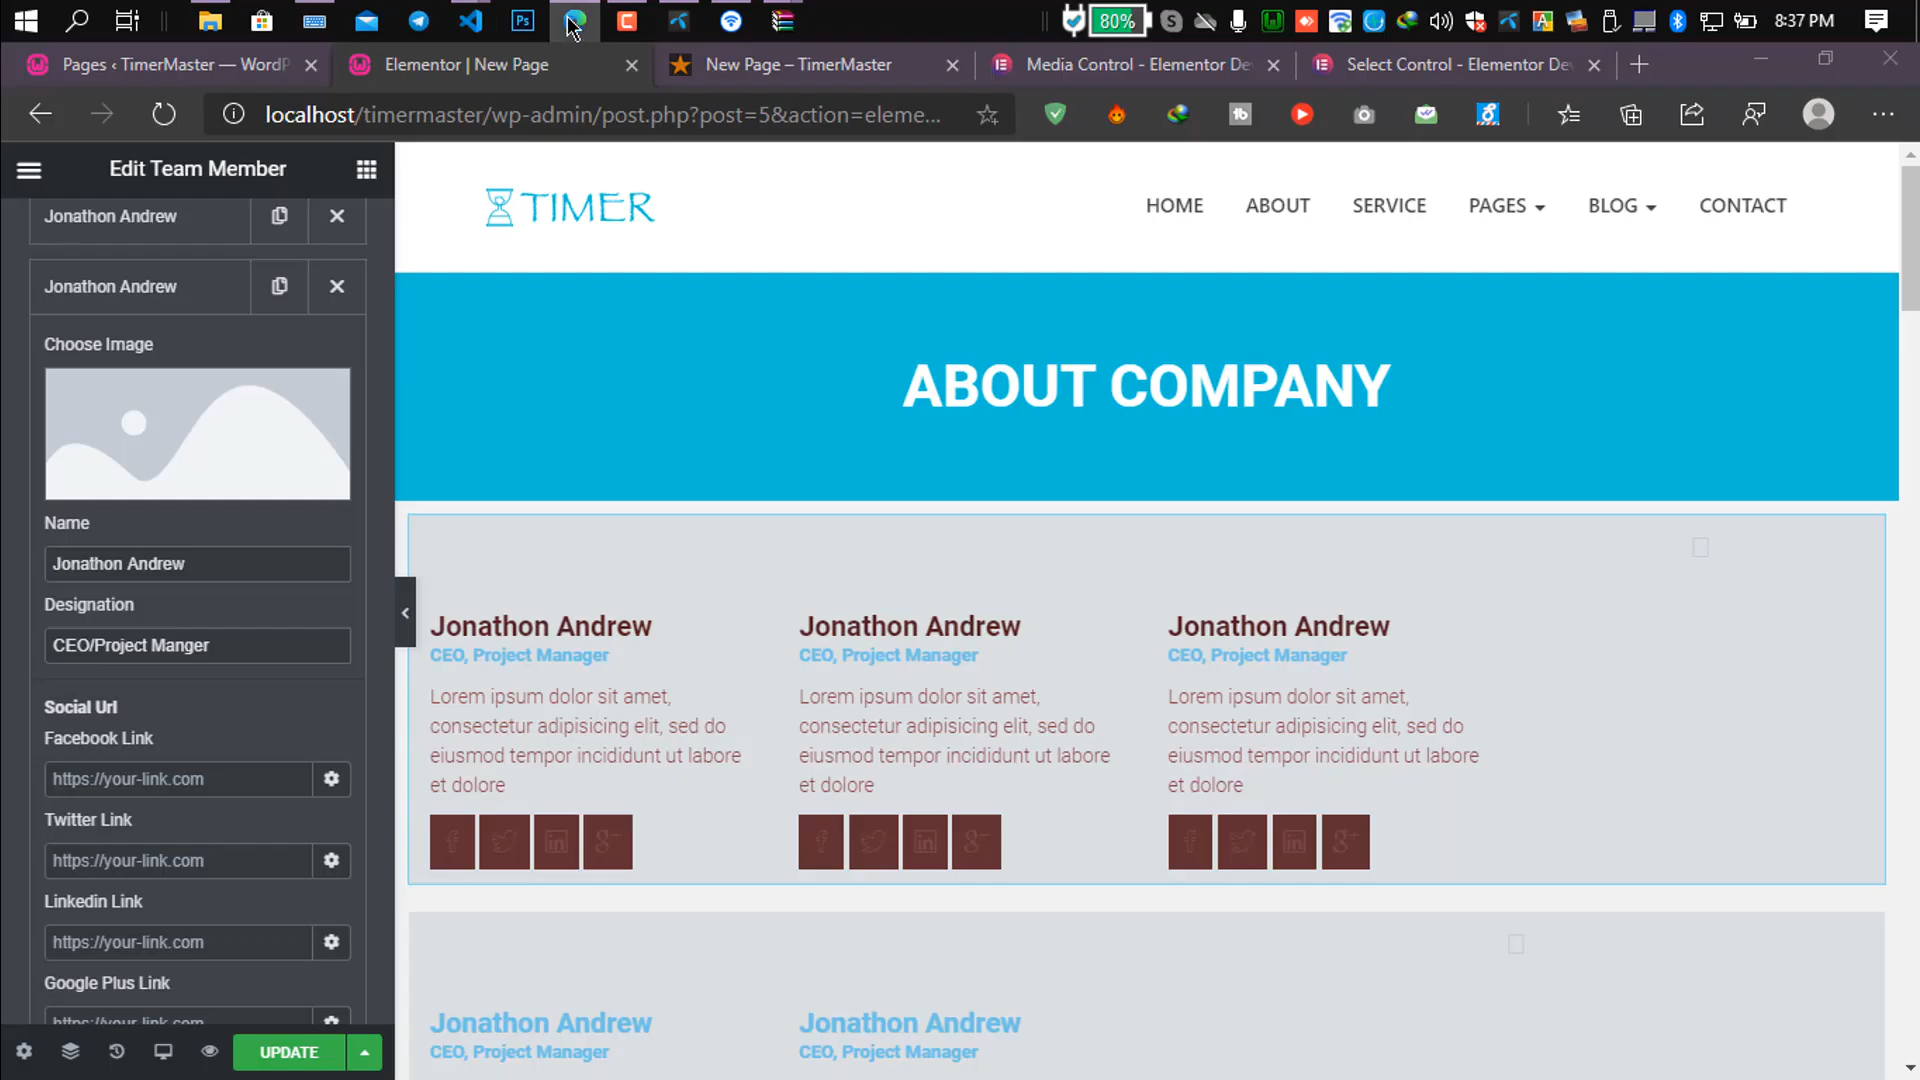 80%
8:37 PM
Pages ‹ TimerMaster — WordP
Elementor | New Page
New Page – TimerMaster
Media Control - Elementor De
Select Control - Elementor De
localhost/timermaster/wp-admin/post.php?post=5&action=eleme...
Edit Team Member
Jonathon Andrew
Jonathon Andrew
Choose Image
Name
Jonathon Andrew
Designation
CEO/Project Manger
Social Url
Facebook Link
https://your-link.com
Twitter Link
https://your-link.com
Linkedin Link
https://your-link.com
Google Plus Link
https://your-link.com
UPDATE
TIMER
HOME
ABOUT
SERVICE
PAGES
BLOG
CONTACT
ABOUT COMPANY
Jonathon Andrew
CEO, Project Manager
Lorem ipsum dolor sit amet,
consectetur adipisicing elit, sed do
eiusmod tempor incididunt ut labore
et dolore
Jonathon Andrew
CEO, Project Manager
Lorem ipsum dolor sit amet,
consectetur adipisicing elit, sed do
eiusmod tempor incididunt ut labore
et dolore
Jonathon Andrew
CEO, Project Manager
Lorem ipsum dolor sit amet,
consectetur adipisicing elit, sed do
eiusmod tempor incididunt ut labore
et dolore
Jonathon Andrew
CEO, Project Manager
Jonathon Andrew
CEO, Project Manager